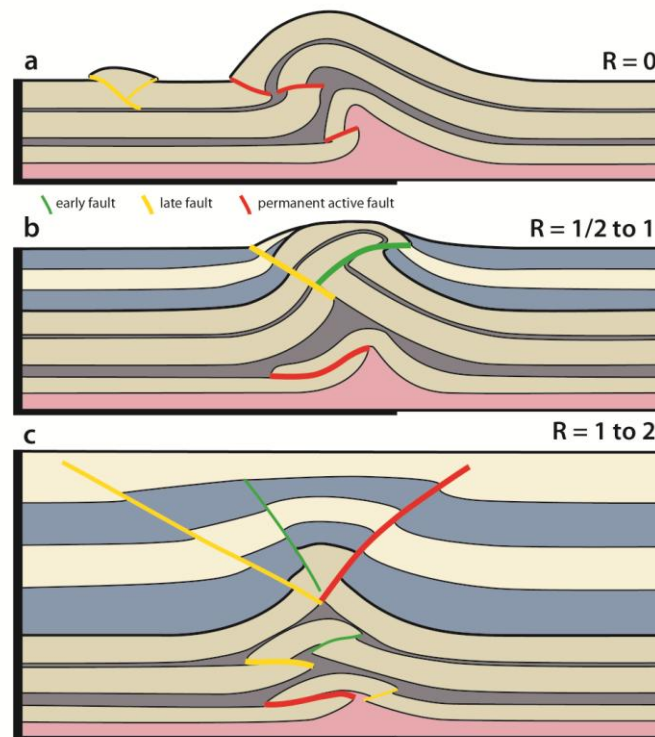 a
R = 0
early fault
late fault
permanent active fault
b
R = 1/2 to 1
c
R = 1 to 2